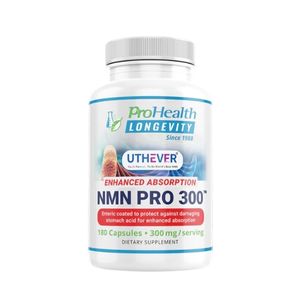 ProHealth
LONGEVITY
Since 1988
UTHEVER
ENHANCED ABSORPTION
NMN PRO 300™
Enteric coated to protect against damaging
stomach acid for enhanced absorption
180 Capsules • 300 mg/serving
DIETARY SUPPLEMENT